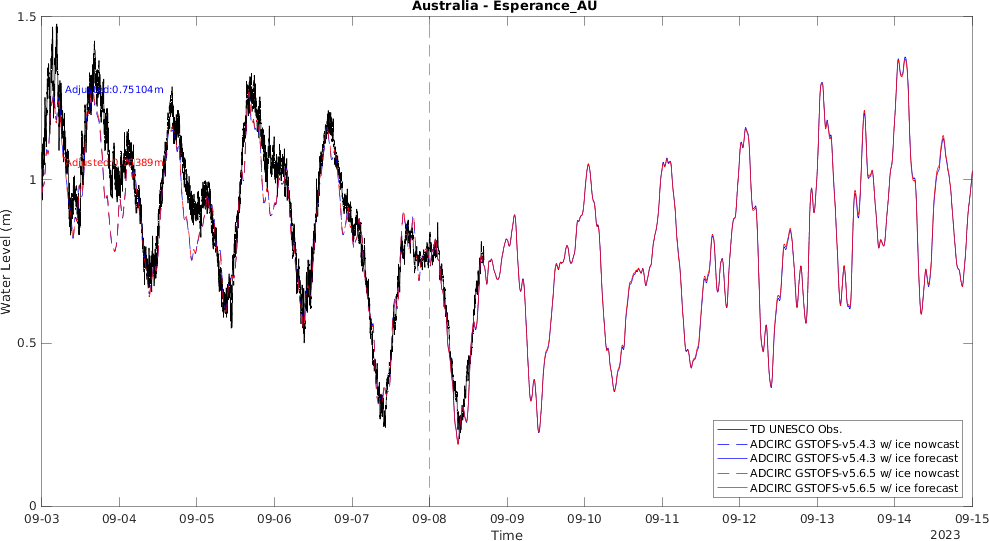 Australia - Esperance_AU
1.5
Adjusted:0.75104m
1
0.5
0
Water Level (m)
09-03 09-04 09-05 09-06 09-07 09-08 09-09 09-10 09-11 09-12 09-13 09-14 09-15
Time
2023
TD UNESCO Obs.
ADCIRC GSTOFS-v5.4.3 w/ ice nowcast
ADCIRC GSTOFS-v5.4.3 w/ ice forecast
ADCIRC GSTOFS-v5.6.5 w/ ice nowcast
ADCIRC GSTOFS-v5.6.5 w/ ice forecast